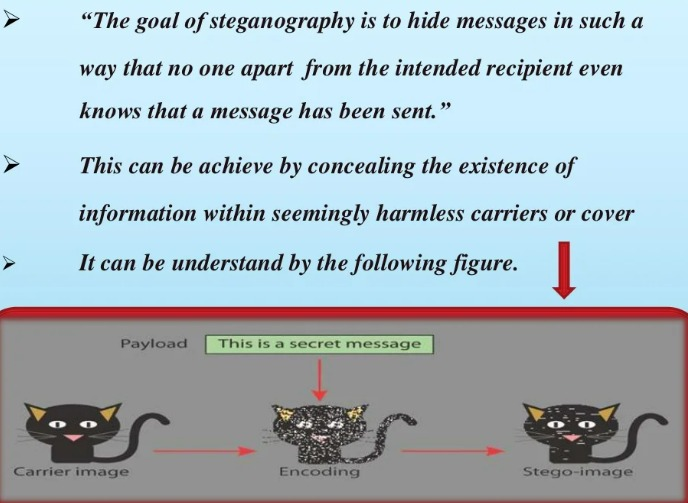 ➢ “The goal of steganography is to hide messages in such a
way that no one apart from the intended recipient even
knows that a message has been sent.”
➢ This can be achieve by concealing the existence of
information within seemingly harmless carriers or cover
➢ It can be understand by the following figure.
Payload This is a secret message
Carrier image Encoding Stego-image